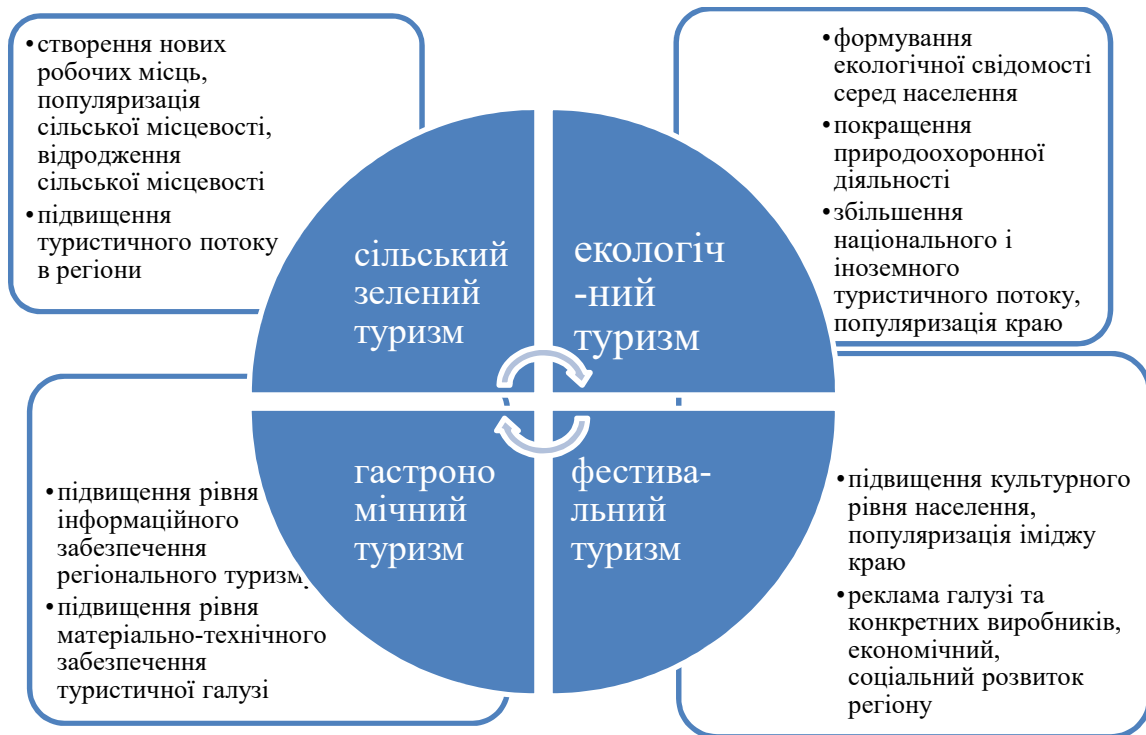 •створення нових
робочих місць,
популяризація
сільської місцевості,
відродження
сільської місцевості
•підвищення
туристичного потоку
в регіони
•формування
екологічної свідомості
серед населення
•покращення
природоохоронної
діяльності
•збільшення
національного і
іноземного
туристичного потоку,
популяризація краю
сільський
зелений
туризм
екологіч
-ний
туризм
гастроно
мічний
туризм
фестива-
льний
туризм
•підвищення рівня
інформаційного
забезпечення
регіонального туризму
•підвищення рівня
матеріально-технічного
забезпечення
туристичної галузі
•підвищення культурного
рівня населення,
популяризація іміджу
краю
•реклама галузі та
конкретних виробників,
економічний,
соціальний розвиток
регіону